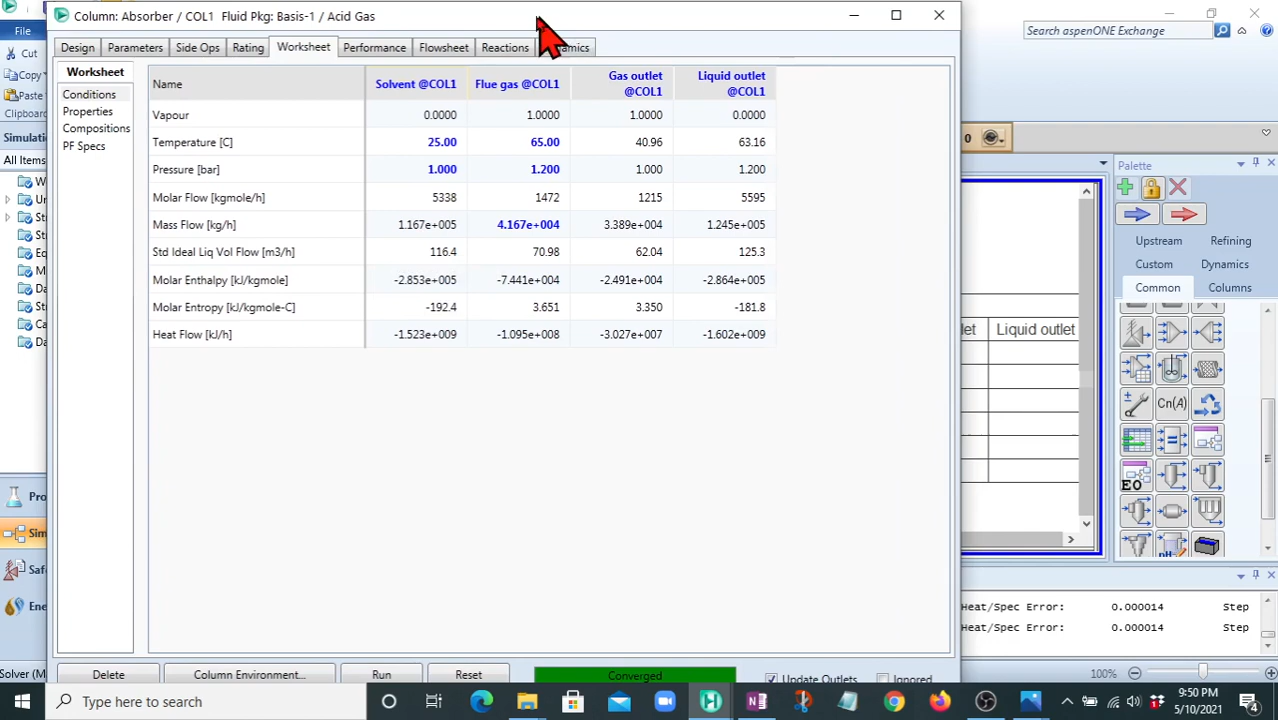 Column: Absorber / COL1 Fluid Pkg: Basis-1 / Acid Gas
File
Cut
Copy
Paste
Clipboard
Search aspenONE Exchange
Design Parameters Side Ops Rating Worksheet Performance Flowsheet Reactions
Worksheet
Conditions
Properties
Compositions
PF Specs
Name Solvent @COL1 Flue gas @COL1 Gas outlet @COL1 Liquid outlet @COL1
Vapour 0.0000 1.0000 1.0000 0.0000
Temperature [C] 25.00 65.00 40.96 63.16
Pressure [bar] 1.000 1.200 1.000 1.200
Molar Flow [kgmole/h] 5338 1472 1215 5595
Mass Flow [kg/h] 1.167e+005 4.167e+004 3.389e+004 1.245e+005
Std Ideal Liq Vol Flow [m3/h] 116.4 70.98 62.04 125.3
Molar Enthalpy [kJ/kgmole] -2.853e+005 -7.441e+004 -2.491e+004 -2.864e+005
Molar Entropy [kJ/kgmole-C] -192.4 3.651 3.350 -181.8
Heat Flow [kJ/h] -1.523e+009 -1.095e+008 -3.027e+007 -1.602e+009
Delete Column Environment... Run Reset Converged Update Outlets Ignored
All Items
0
Liquid outlet
Palette
Upstream Refining
Custom Dynamics
Common Columns
Cn(A)
EO
Heat/Spec Error: 0.000014 Step
Heat/Spec Error: 0.000014 Step
100%
Type here to search
9:50 PM
5/10/2021
4